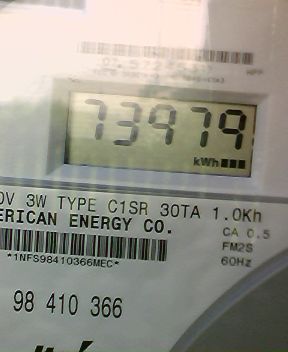 73979
kWh
V 3W TYPE C1SR 30TA 1.0Kh
ERICAN ENERGY CO.
CA 0.5
*1NFS98410366MEC*
FM2S
60Hz
98 410 366